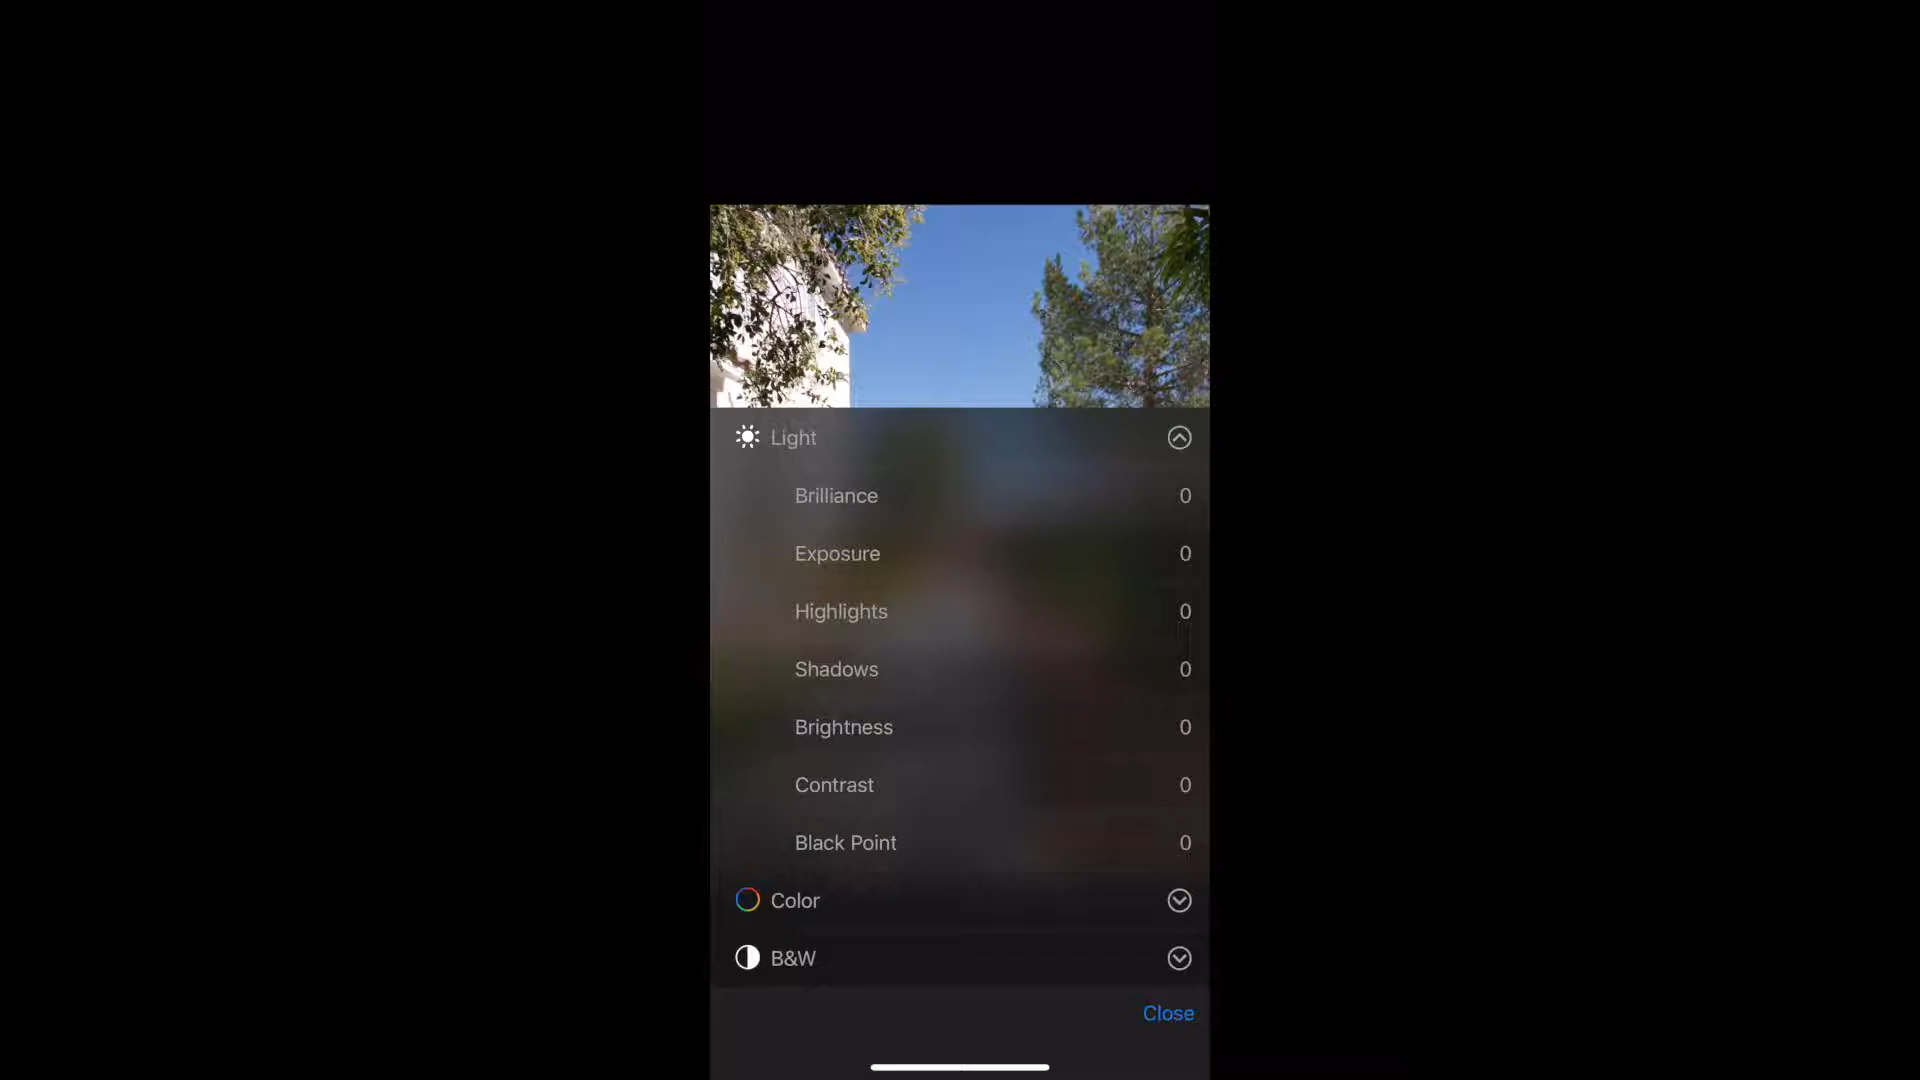 Light
Brilliance 0
Exposure 0
Highlights 0
Shadows 0
Brightness 0
Contrast 0
Black Point 0
Color
B&W
Close